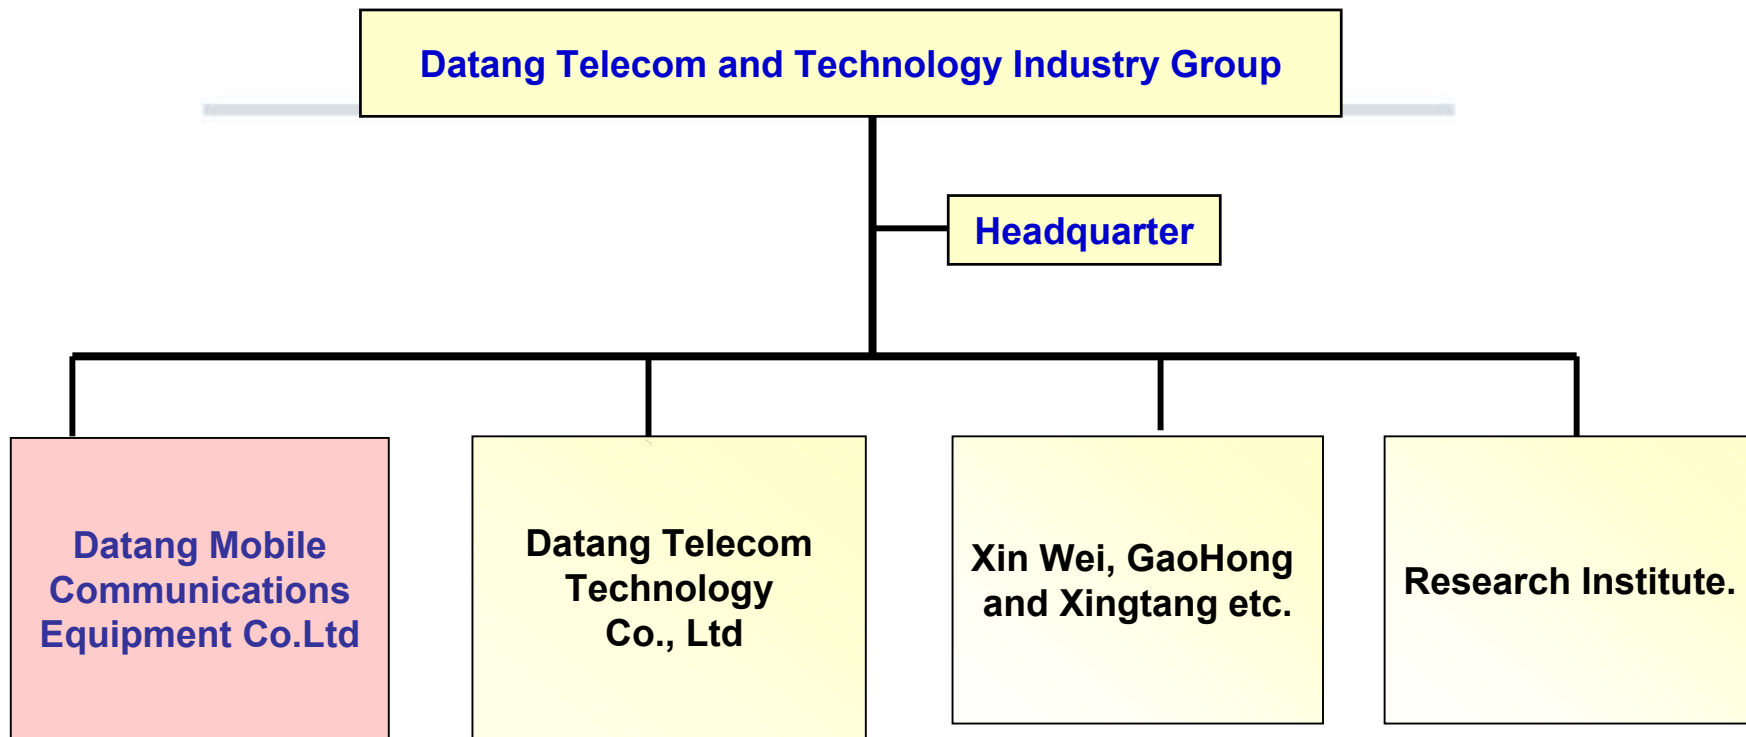 Datang Telecom and Technology Industry Group
Headquarter
Datang Mobile
Communications
Equipment Co.Ltd
Datang Telecom
Technology
Co., Ltd
Xin Wei, GaoHong
and Xingtang etc.
Research Institute.